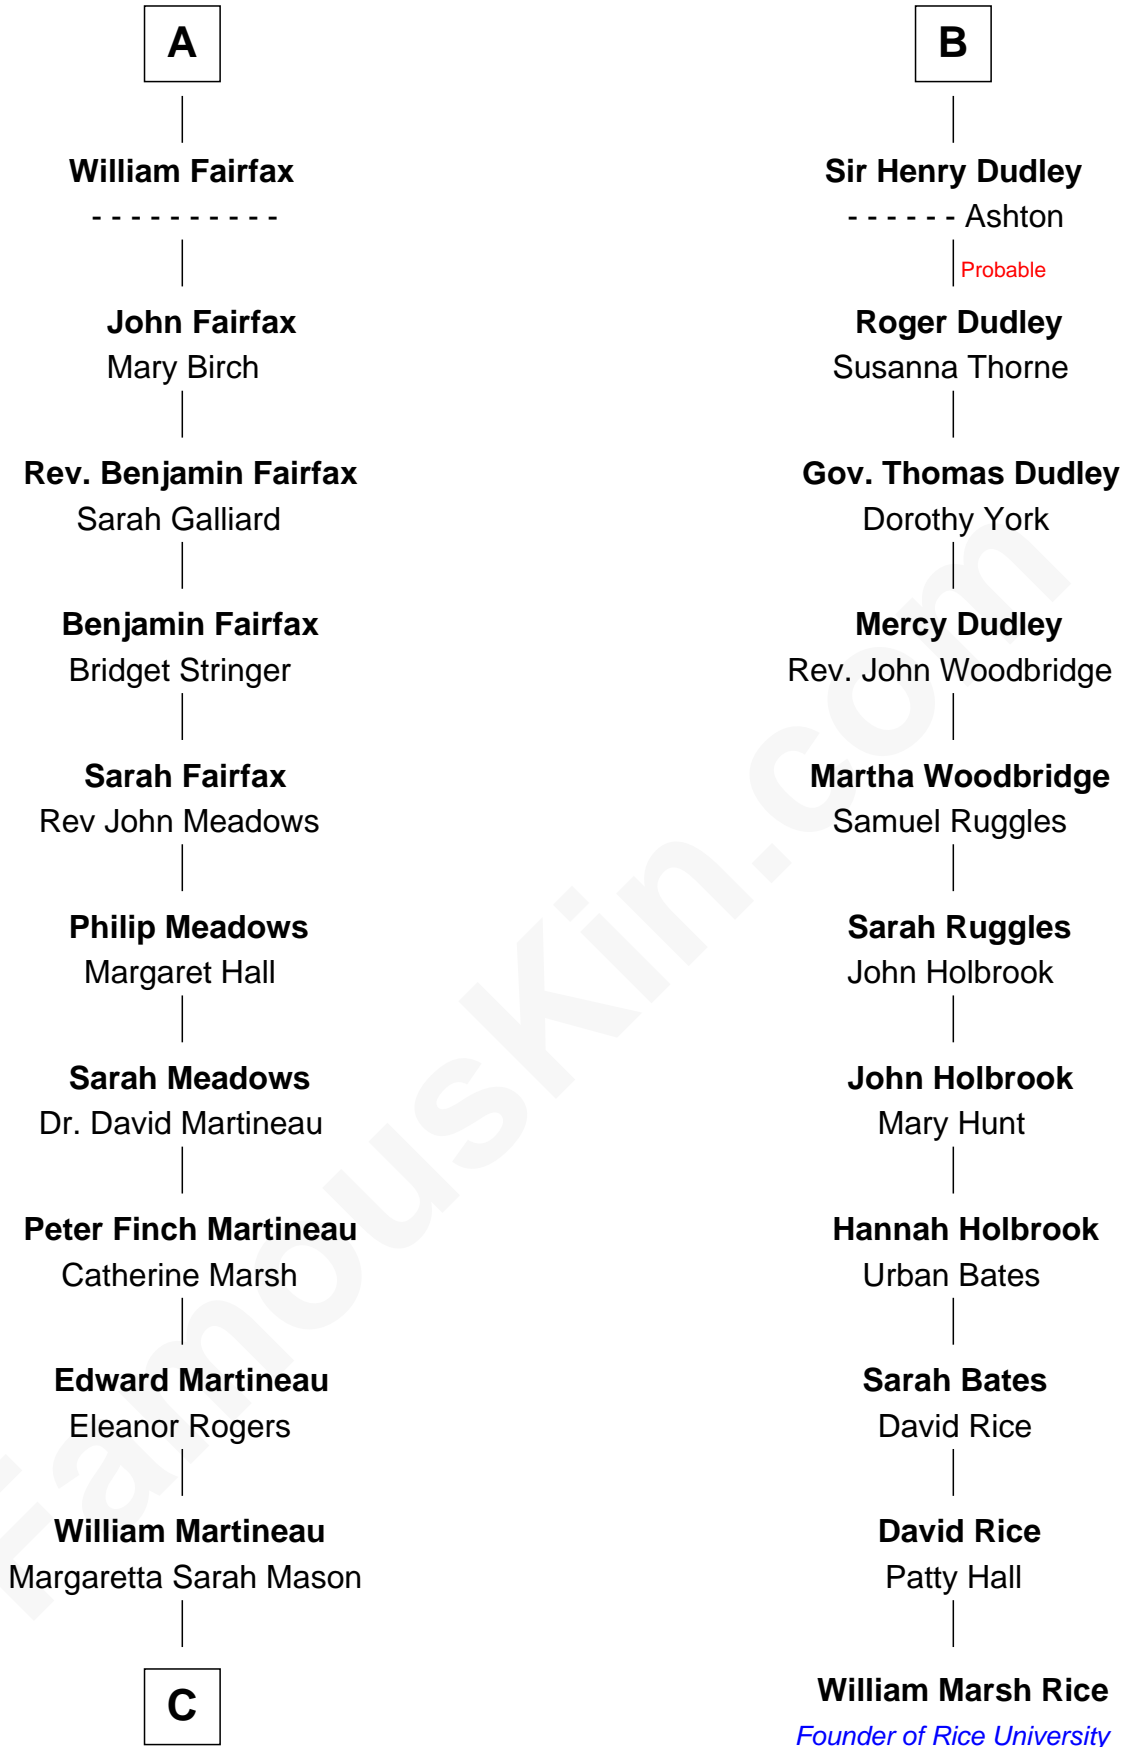 A
William Fairfax
- - - - - - - - - -
John Fairfax
Mary Birch
Rev. Benjamin Fairfax
Sarah Galliard
Benjamin Fairfax
Bridget Stringer
Sarah Fairfax
Rev John Meadows
Philip Meadows
Margaret Hall
Sarah Meadows
Dr. David Martineau
Peter Finch Martineau
Catherine Marsh
Edward Martineau
Eleanor Rogers
William Martineau
Margaretta Sarah Mason
C
B
Sir Henry Dudley
- - - - - - Ashton
Probable
Roger Dudley
Susanna Thorne
Gov. Thomas Dudley
Dorothy York
Mercy Dudley
Rev. John Woodbridge
Martha Woodbridge
Samuel Ruggles
Sarah Ruggles
John Holbrook
John Holbrook
Mary Hunt
Hannah Holbrook
Urban Bates
Sarah Bates
David Rice
David Rice
Patty Hall
William Marsh Rice
Founder of Rice University
FamousKin.com